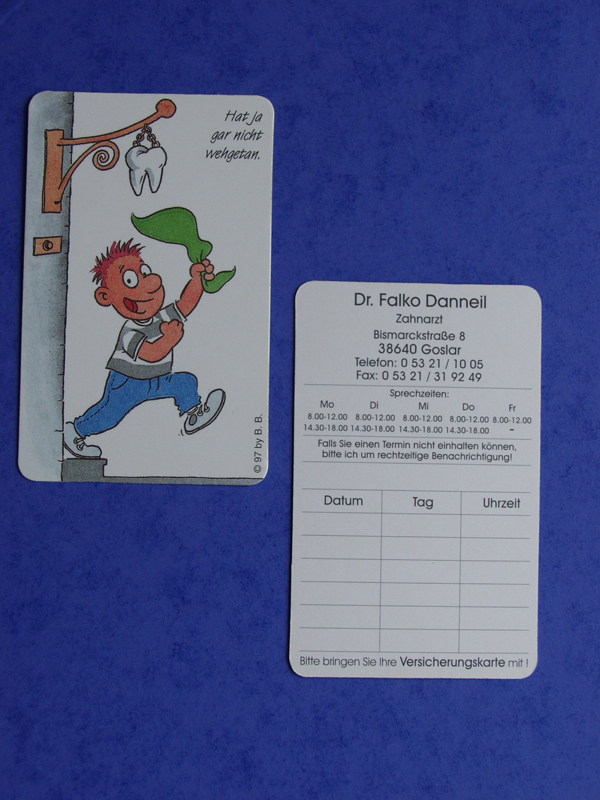 Hat ja
gar nicht
wehgetan.
© 97 by B. B.
Dr. Falko Danneil
Zahnarzt
Bismarckstraße 8
38640 Goslar
Telefon: 0 53 21 / 10 05
Fax: 0 53 21 / 31 92 49
Sprechzeiten:
Mo Di Mi Do Fr
8.00-12.00 8.00-12.00 8.00-12.00 8.00-12.00 8.00-12.00
14.30-18.00 14.30-18.00 14.30-18.00 14.30-18.00 –
Falls Sie einen Termin nicht einhalten können,
bitte ich um rechtzeitige Benachrichtigung!
Datum Tag Uhrzeit
Bitte bringen Sie Ihre Versicherungskarte mit !